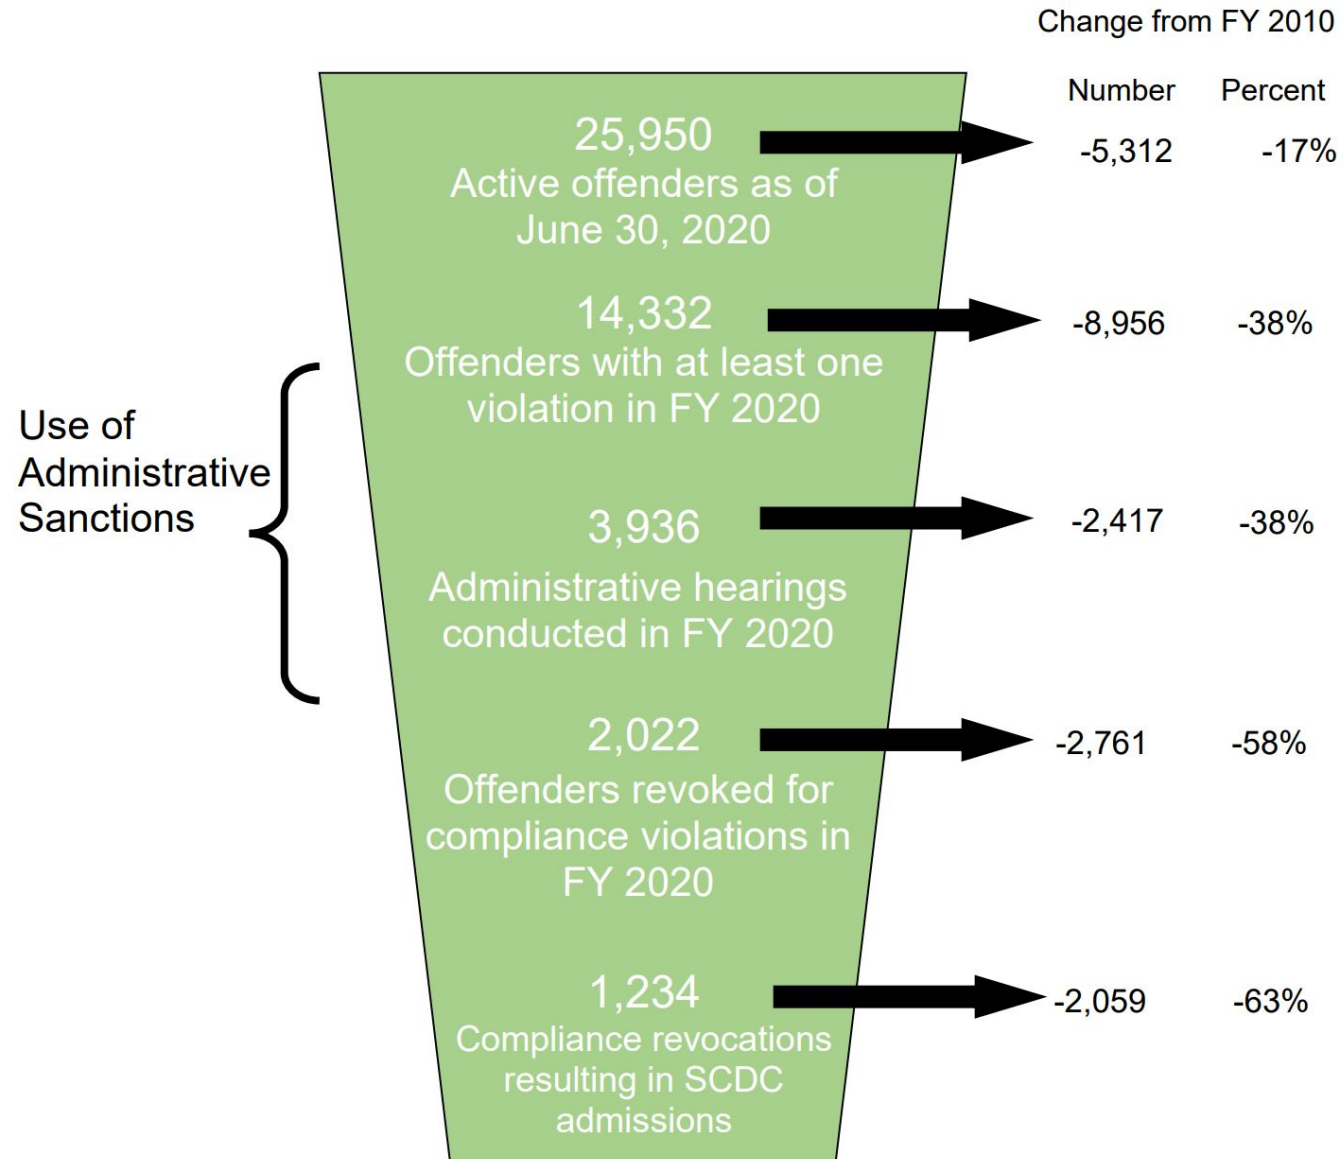 Change from FY 2010
Number Percent
25,950
-5,312 -17%
Active offenders as of
June 30, 2020
14,332
-8,956 -38%
Offenders with at least one
violation in FY 2020
Use of
Administrative
Sanctions
3,936
-2,417 -38%
Administrative hearings
conducted in FY 2020
2,022
-2,761 -58%
Offenders revoked for
compliance violations in
FY 2020
1,234
-2,059 -63%
Compliance revocations
resulting in SCDC
admissions